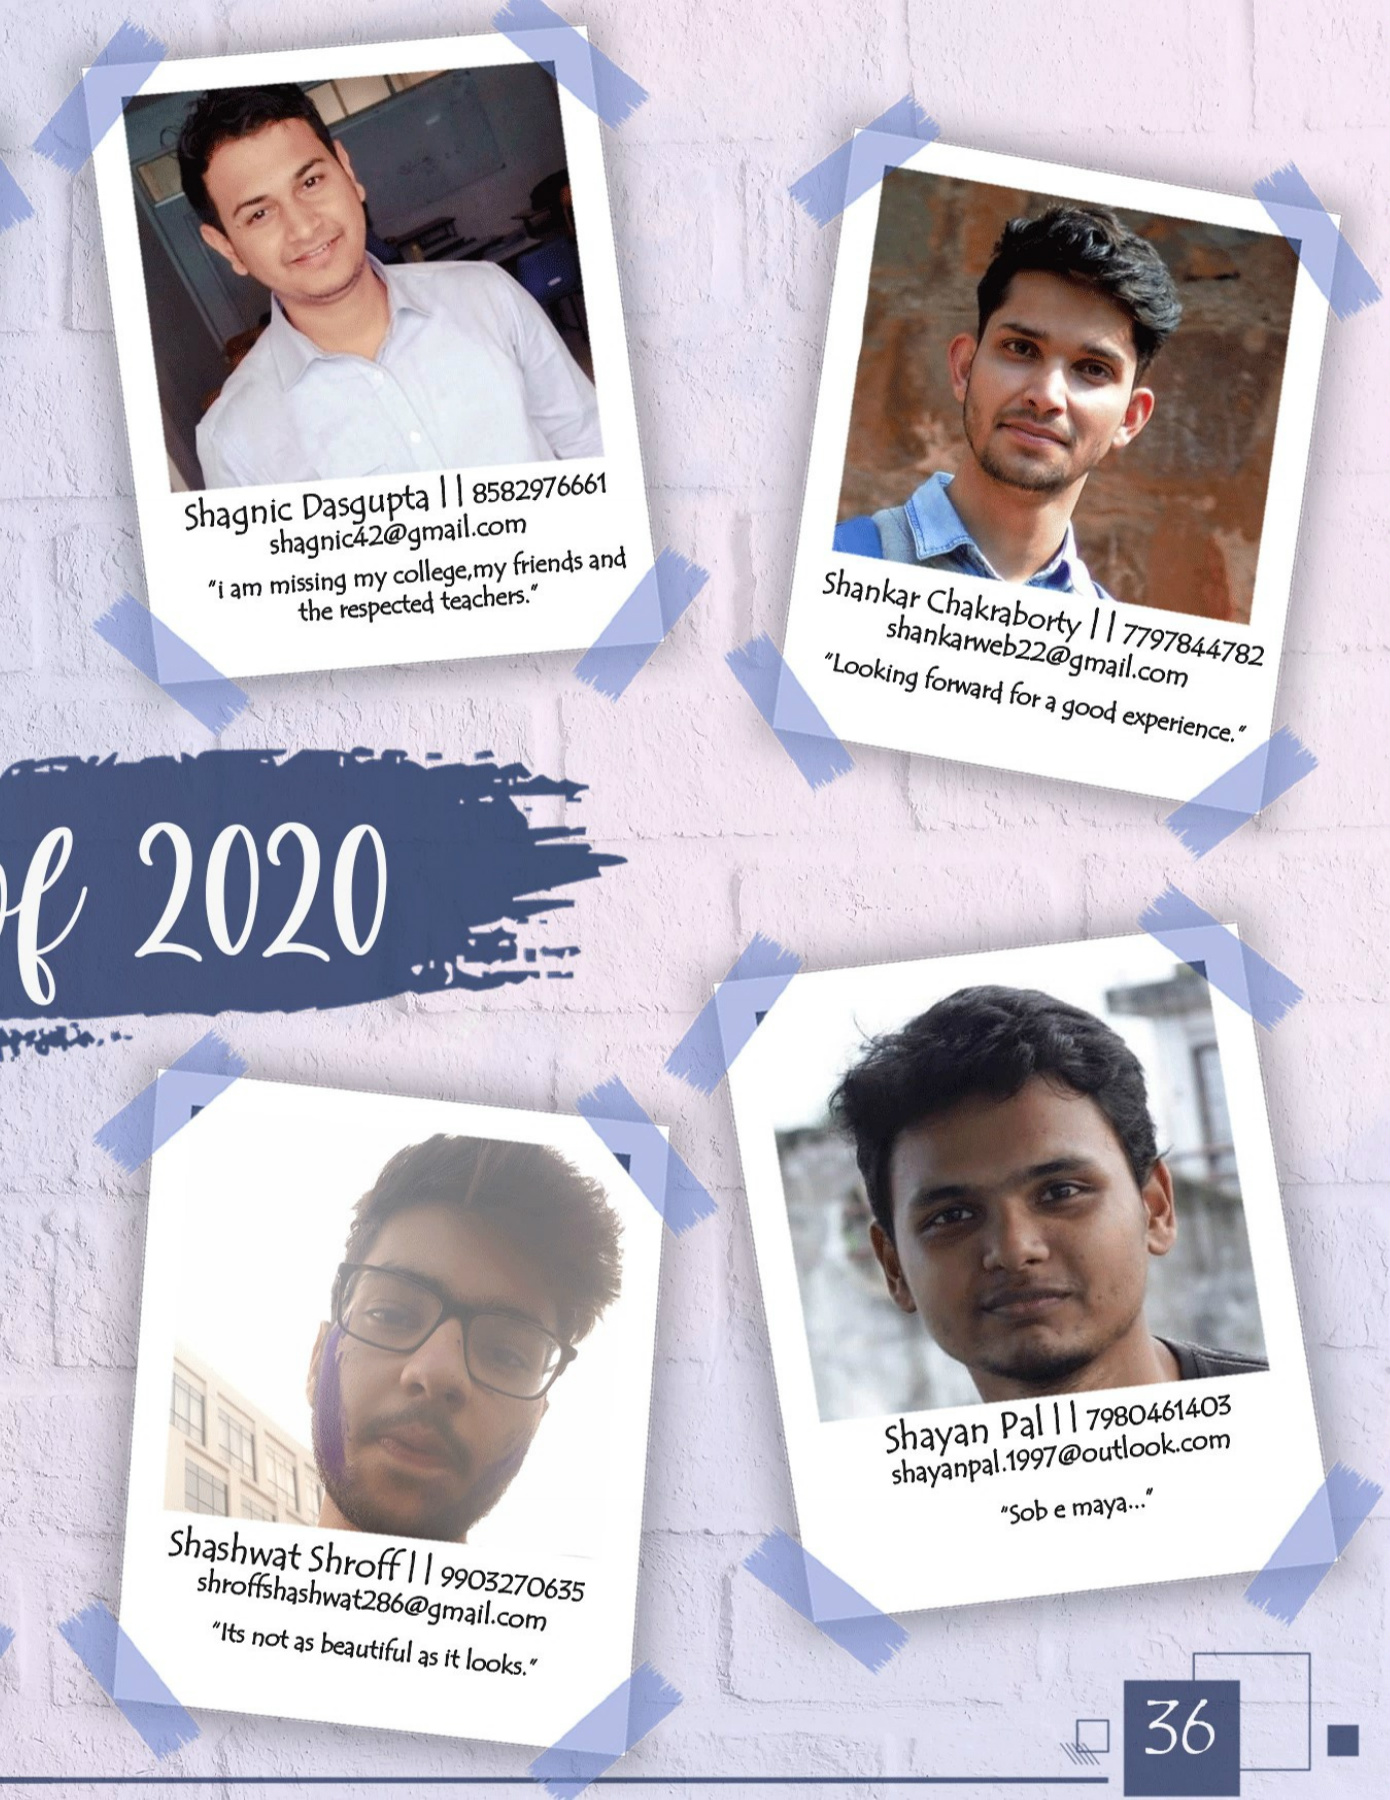 Shagnic Dasgupta || 8582976661
shagnic42@gmail.com
"i am missing my college,my friends and
the respected teachers."
Shankar Chakraborty || 7797844782
shankarweb22@gmail.com
"Looking forward for a good experience."
of 2020
Shashwat Shroff || 9903270635
shroffshashwat286@gmail.com
"Its not as beautiful as it looks."
Shayan Pal || 7980461403
shayanpal.1997@outlook.com
"Sob e maya..."
36